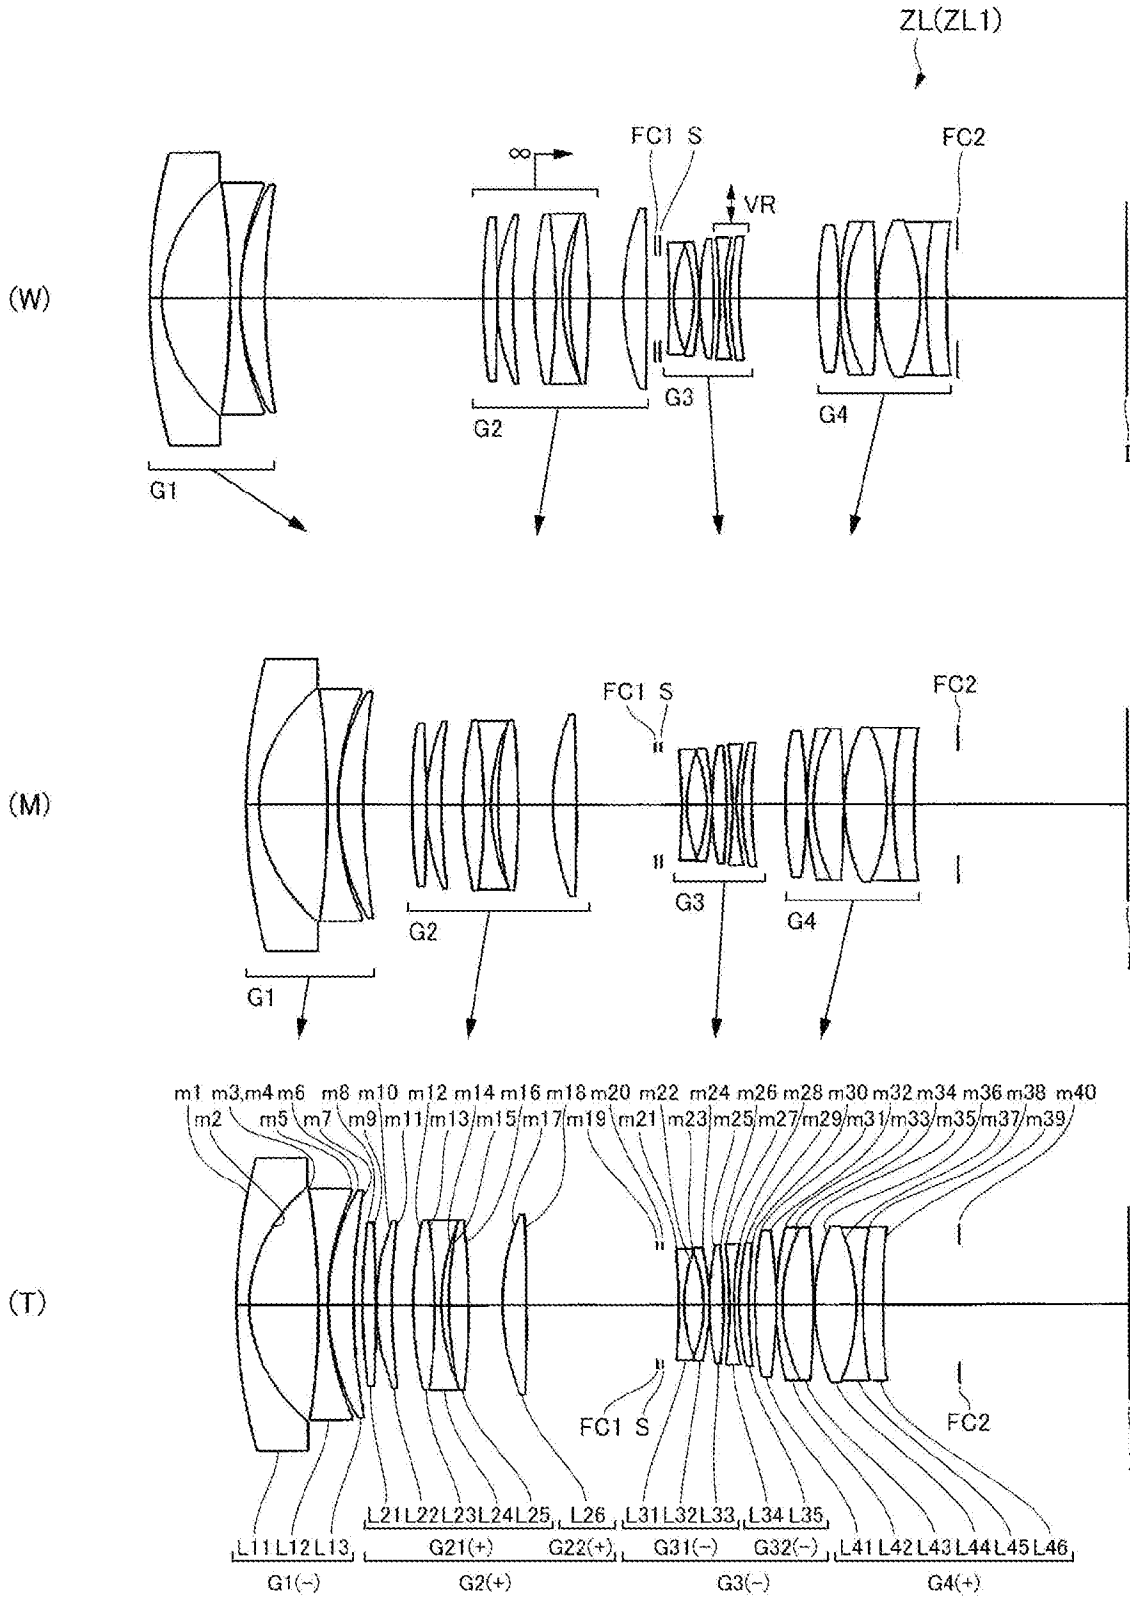 ZL(ZL1)
FC1 S
FC2
∞
VR
(W)
G3
G4
G2
G1
FC1 S
FC2
(M)
G3
G4
G2
G1
m1 m3,m4 m6 m8 m10 m12 m14 m16 m18 m20 m22 m24 m26 m28 m30 m32 m34 m36 m38 m40
m2 m5 m7 m9 m11 m13 m15 m17 m19 m21 m23 m25 m27 m29 m31 m33 m35 m37 m39
(T)
FC1 S
FC2
L21 L22 L23 L24 L25 L26 L31 L32 L33 L34 L35
L11 L12 L13 G21(+) G22(+) G31(-) G32(-) L41 L42 L43 L44 L45 L46
G1(-) G2(+) G3(-) G4(+)